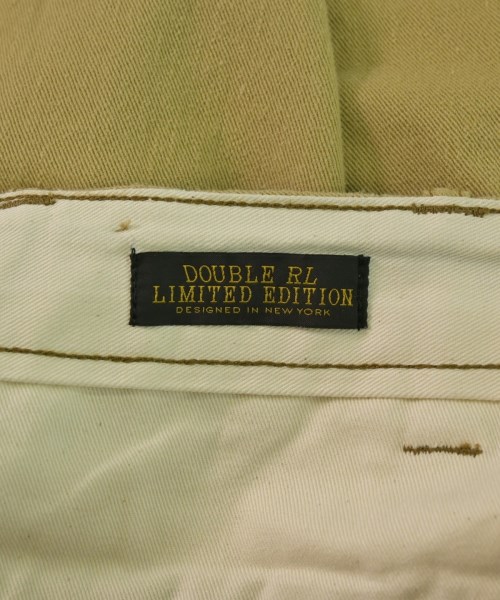 DOUBLE RL
LIMITED EDITION
DESIGNED IN NEW YORK